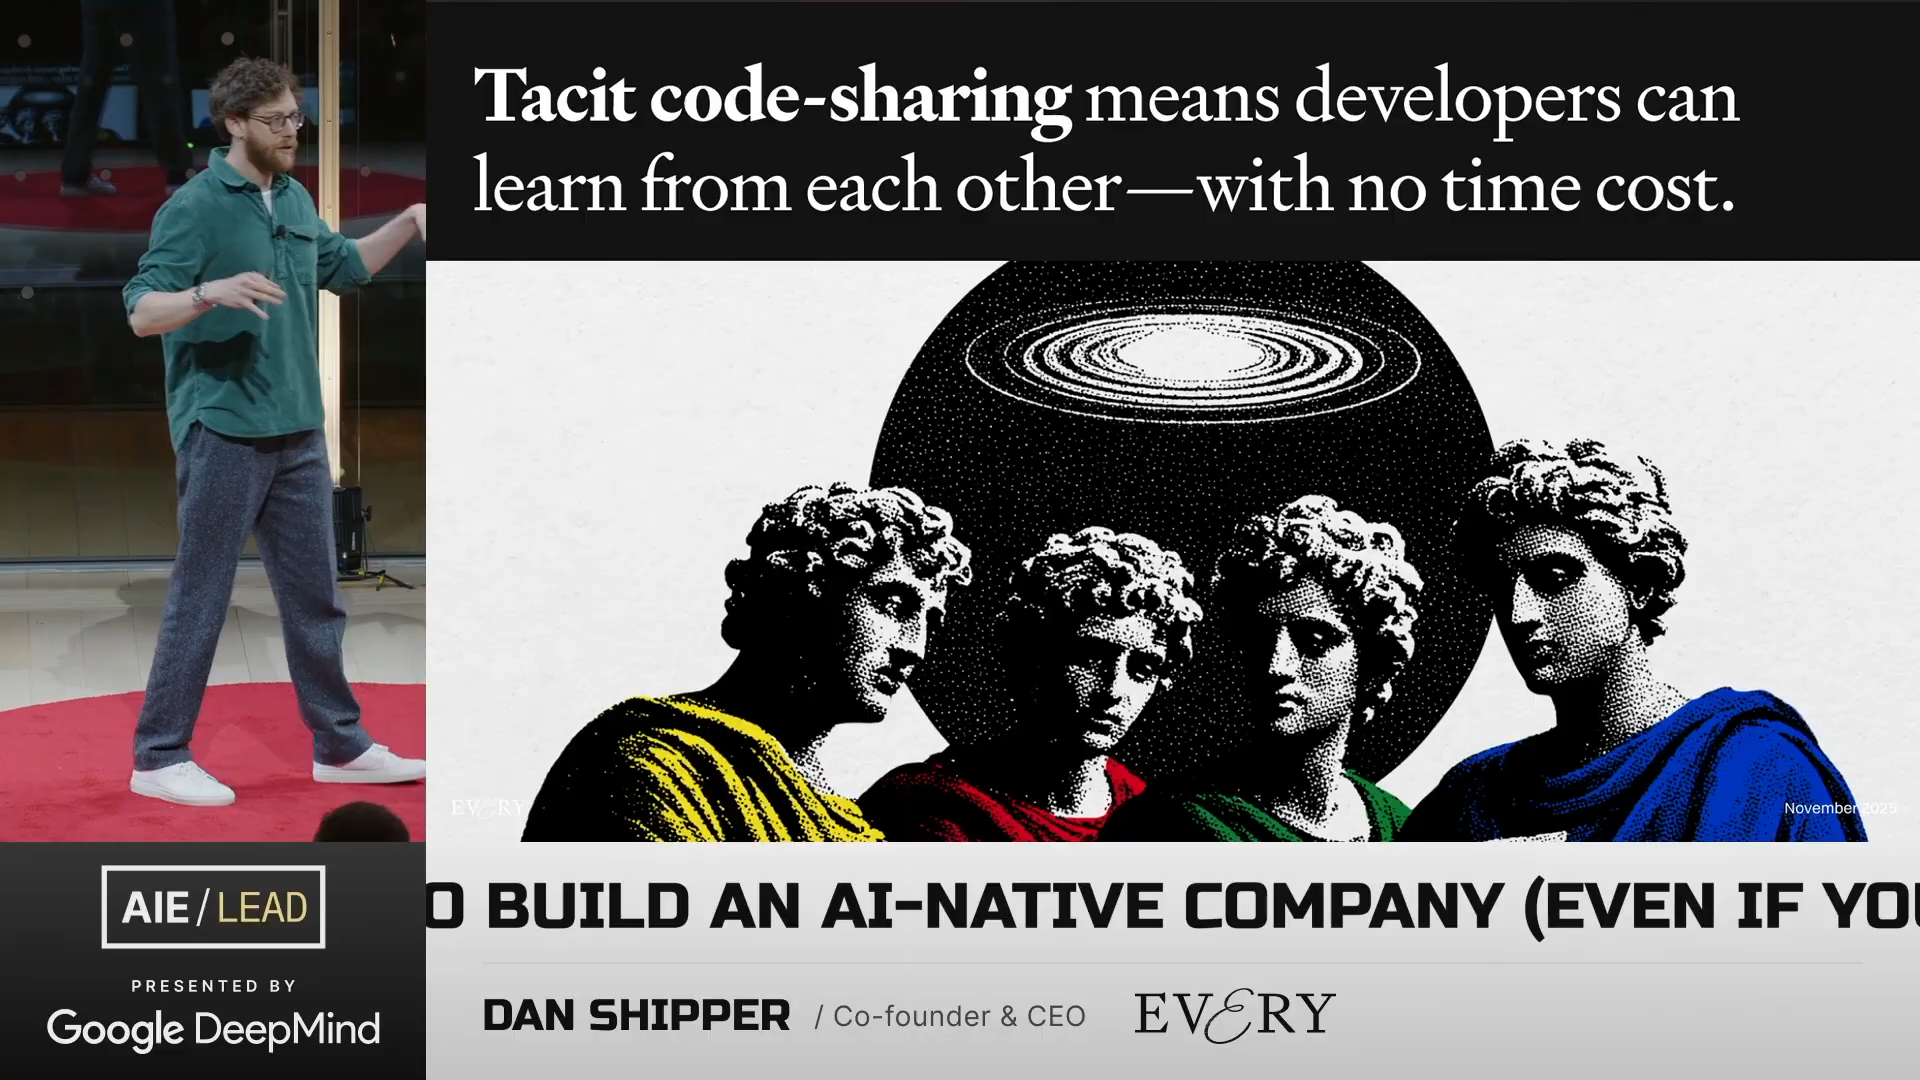 Tacit code-sharing means developers can
learn from each other—with no time cost.
EVERY
November 2025
O BUILD AN AI-NATIVE COMPANY (EVEN IF YOU
DAN SHIPPER / Co-founder & CEO EVERY
AIE/LEAD
PRESENTED BY
Google DeepMind